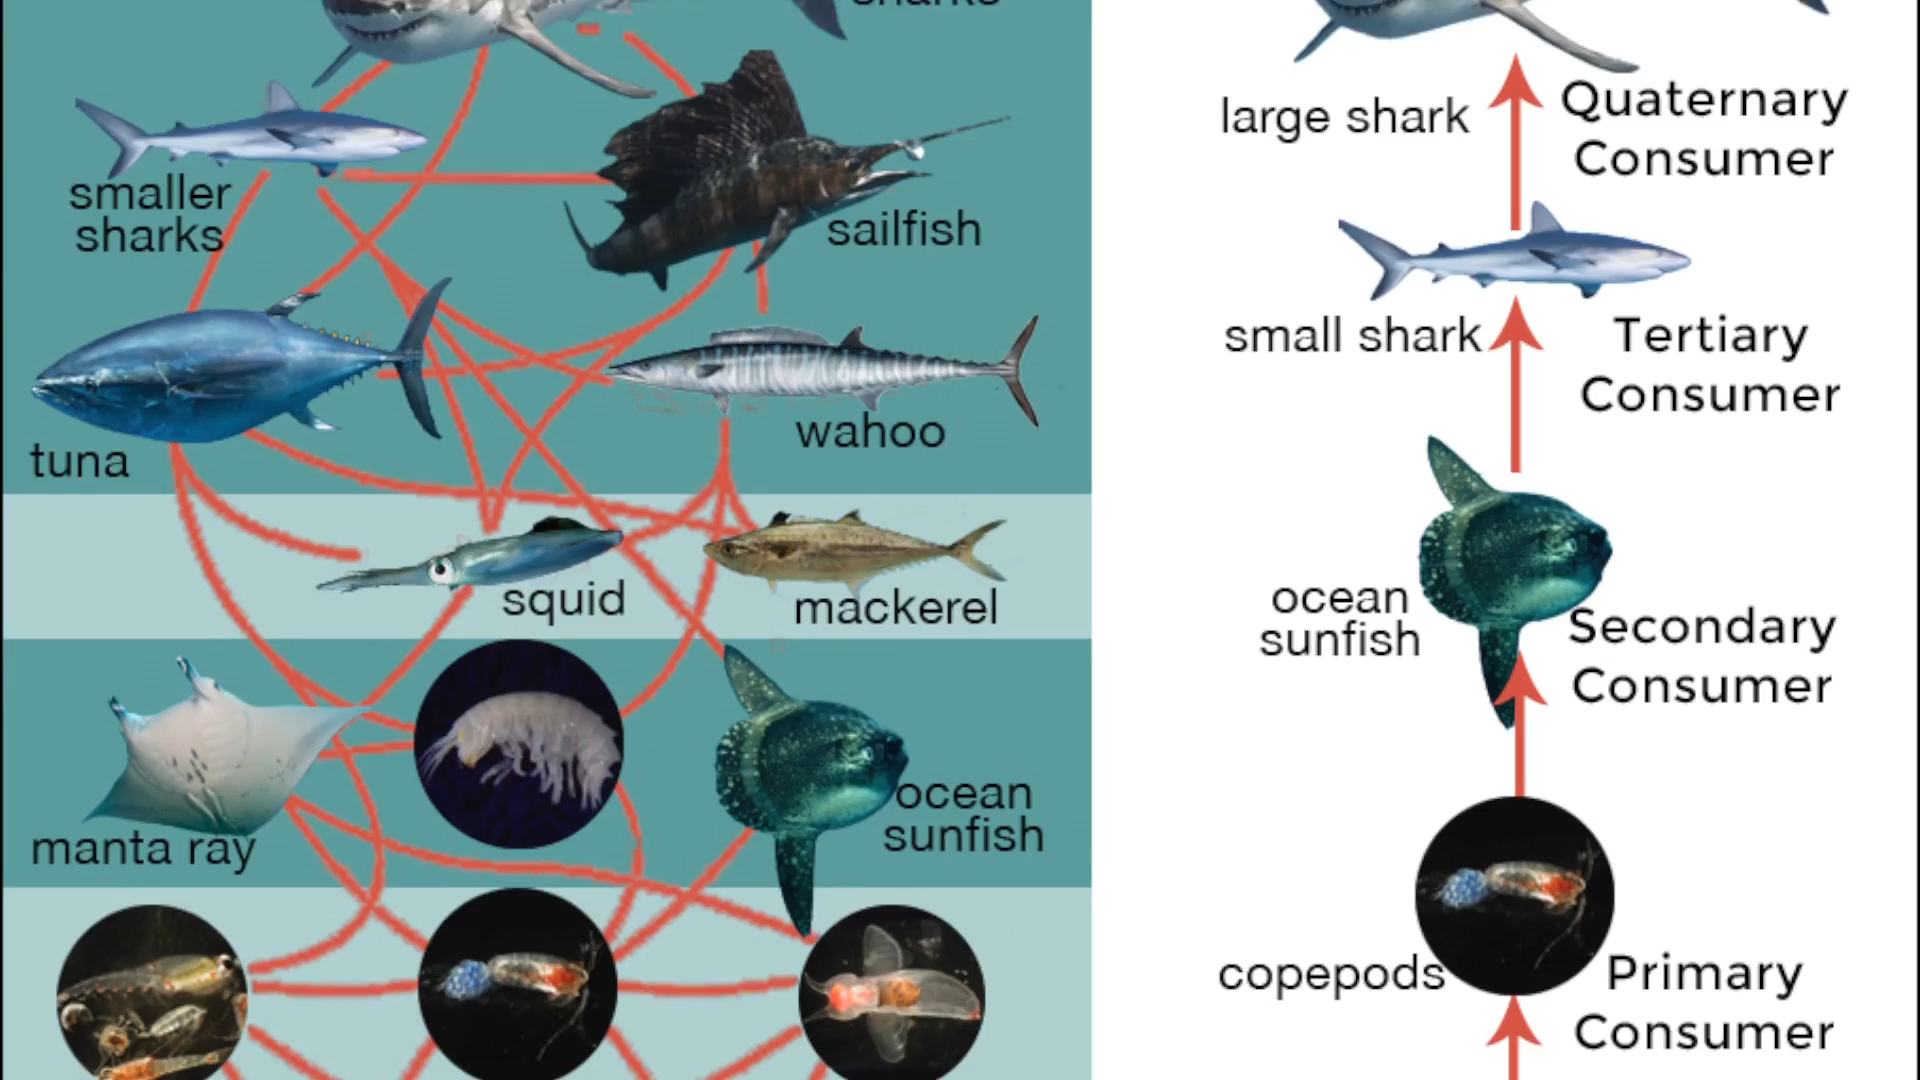 sharks
smaller
sharks
sailfish
tuna
wahoo
squid
mackerel
manta ray
ocean
sunfish
large shark
Quaternary
Consumer
small shark
Tertiary
Consumer
ocean
sunfish
Secondary
Consumer
copepods
Primary
Consumer